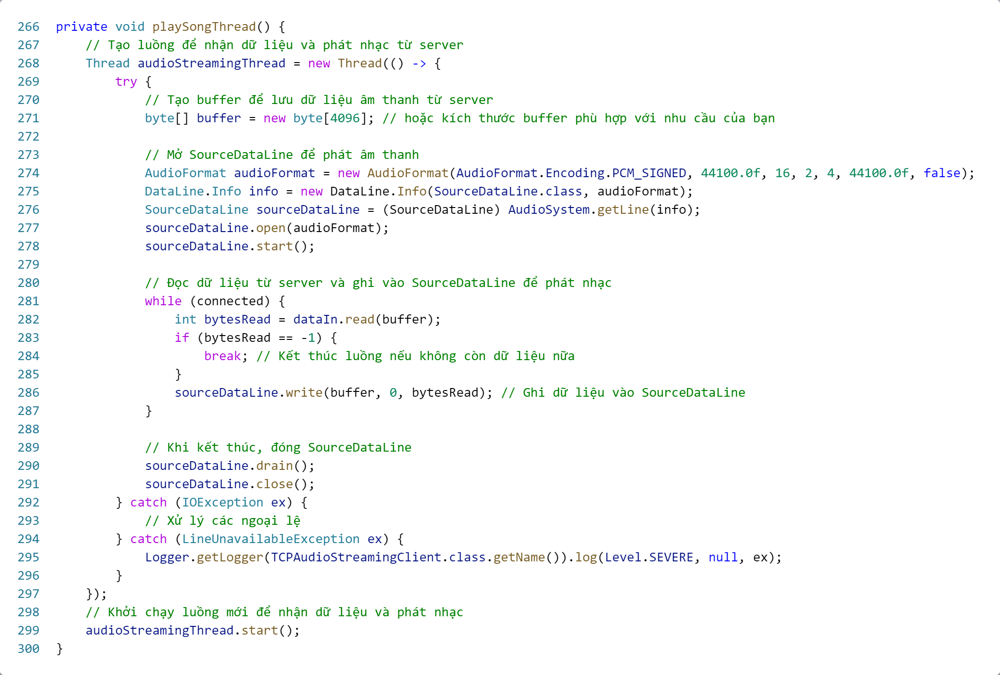 266 private void playSongThread() {
267     // Tạo luồng để nhận dữ liệu và phát nhạc từ server
268     Thread audioStreamingThread = new Thread(() -> {
269         try {
270             // Tạo buffer để lưu dữ liệu âm thanh từ server
271             byte[] buffer = new byte[4096]; // hoặc kích thước buffer phù hợp với nhu cầu của bạn
272
273             // Mở SourceDataLine để phát âm thanh
274             AudioFormat audioFormat = new AudioFormat(AudioFormat.Encoding.PCM_SIGNED, 44100.0f, 16, 2, 4, 44100.0f, false);
275             DataLine.Info info = new DataLine.Info(SourceDataLine.class, audioFormat);
276             SourceDataLine sourceDataLine = (SourceDataLine) AudioSystem.getLine(info);
277             sourceDataLine.open(audioFormat);
278             sourceDataLine.start();
279
280             // Đọc dữ liệu từ server và ghi vào SourceDataLine để phát nhạc
281             while (connected) {
282                 int bytesRead = dataIn.read(buffer);
283                 if (bytesRead == -1) {
284                     break; // Kết thúc luồng nếu không còn dữ liệu nữa
285                 }
286                 sourceDataLine.write(buffer, 0, bytesRead); // Ghi dữ liệu vào SourceDataLine
287             }
288
289             // Khi kết thúc, đóng SourceDataLine
290             sourceDataLine.drain();
291             sourceDataLine.close();
292         } catch (IOException ex) {
293             // Xử lý các ngoại lệ
294         } catch (LineUnavailableException ex) {
295             Logger.getLogger(TCPAudioStreamingClient.class.getName()).log(Level.SEVERE, null, ex);
296         }
297     });
298     // Khởi chạy luồng mới để nhận dữ liệu và phát nhạc
299     audioStreamingThread.start();
300 }